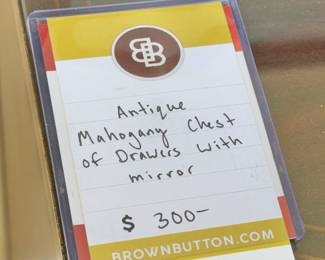 BB
Antique
Mahogany Chest
of Drawers with
mirror
$ 300-
BROWNBUTTON.COM